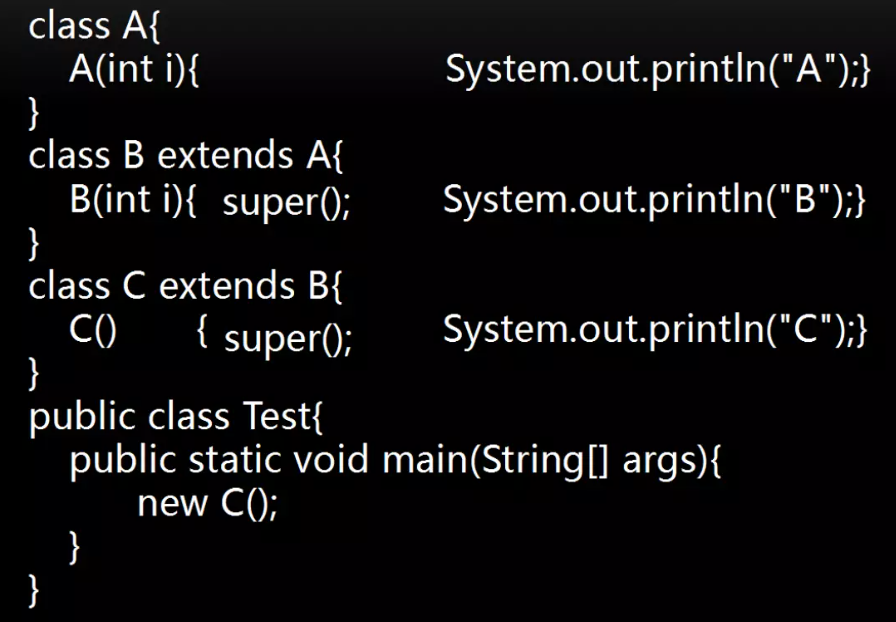 class A{
A(int i){ System.out.println("A");}
}
class B extends A{
B(int i){ super(); System.out.println("B");}
}
class C extends B{
C() { super(); System.out.println("C");}
}
public class Test{
public static void main(String[] args){
new C();
}
}